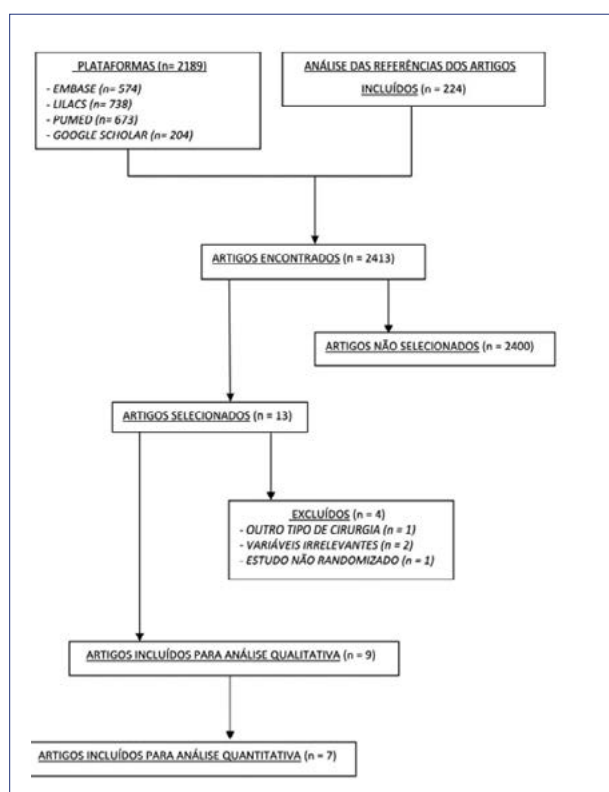 PLATAFORMAS (n= 2189)
- EMBASE (n= 574)
- LILACS (n= 738)
- PUMED (n= 673)
- GOOGLE SCHOLAR (n= 204)
ANÁLISE DAS REFERÊNCIAS DOS ARTIGOS
INCLUÍDOS (n = 224)
ARTIGOS ENCONTRADOS (n = 2413)
ARTIGOS NÃO SELECIONADOS (n = 2400)
ARTIGOS SELECIONADOS (n = 13)
EXCLUÍDOS (n = 4)
- OUTRO TIPO DE CIRURGIA (n = 1)
- VARIÁVEIS IRRELEVANTES (n = 2)
- ESTUDO NÃO RANDOMIZADO (n = 1)
ARTIGOS INCLUÍDOS PARA ANÁLISE QUALITATIVA (n = 9)
ARTIGOS INCLUÍDOS PARA ANÁLISE QUANTITATIVA (n = 7)